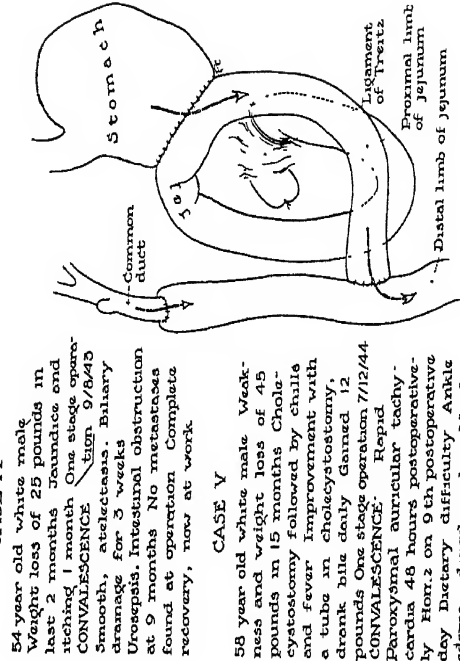 54 year old white male
Weight loss of 25 pounds in
last 2 months Jaundice and
itching 1 month One stage opera-
CONVALESCENCE tion 9/8/43
Smooth, atelectasis. Biliary
drainage for 3 weeks
Urosepsis. Intestinal obstruction
at 9 months No metastases
found at operation Complete
recovery, now at work
CASE V
58 year old white male Weak-
ness and weight loss of 45
pounds in 15 months Chole-
cystostomy followed by chills
and fever Improvement with
a tube in cholecystostomy,
drank bile daily Gained 12
pounds One stage operation 7/12/44
CONVALESCENCE· Rapid
Paroxysmal auricular tachy-
cardia 48 hours postoperative-
by Hon.2 on 9th postoperative
day Dietary difficulty Ankle
Stomach
Common
duct
Ligament
of Treitz
Proximal limb
of jejunum
Distal limb of jejunum